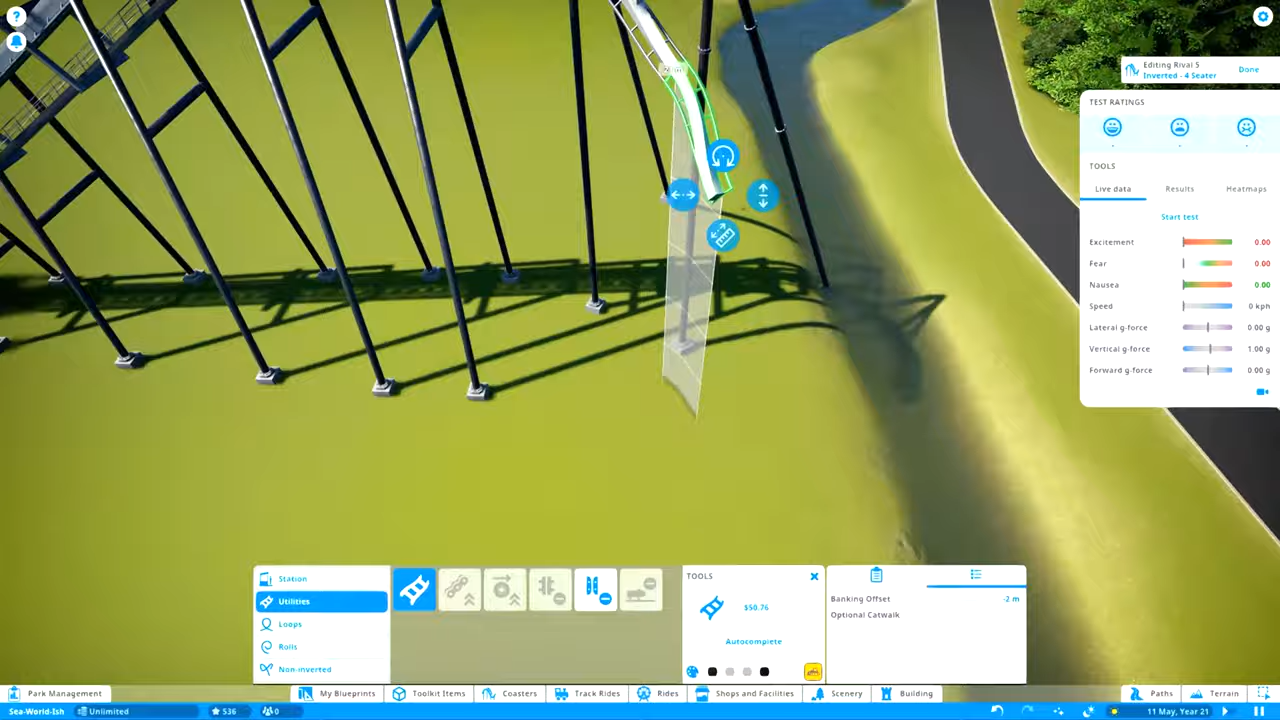 ?
Editing Rival 5
Inverted - 4 Seater
Done
TEST RATINGS
- - -
TOOLS
Live data Results Heatmaps
Start test
Excitement 0.00
Fear 0.00
Nausea 0.00
Speed 0 kph
Lateral g-force 0.00 g
Vertical g-force 1.00 g
Forward g-force 0.00 g
Station
Utilities
Loops
Rolls
Non-inverted
TOOLS
$50.76
Autocomplete
Banking Offset -2 m
Optional Catwalk
Park Management My Blueprints Toolkit Items Coasters Track Rides Rides Shops and Facilities Scenery Building Paths Terrain
Sea-World-Ish Unlimited 536 0 11 May, Year 21